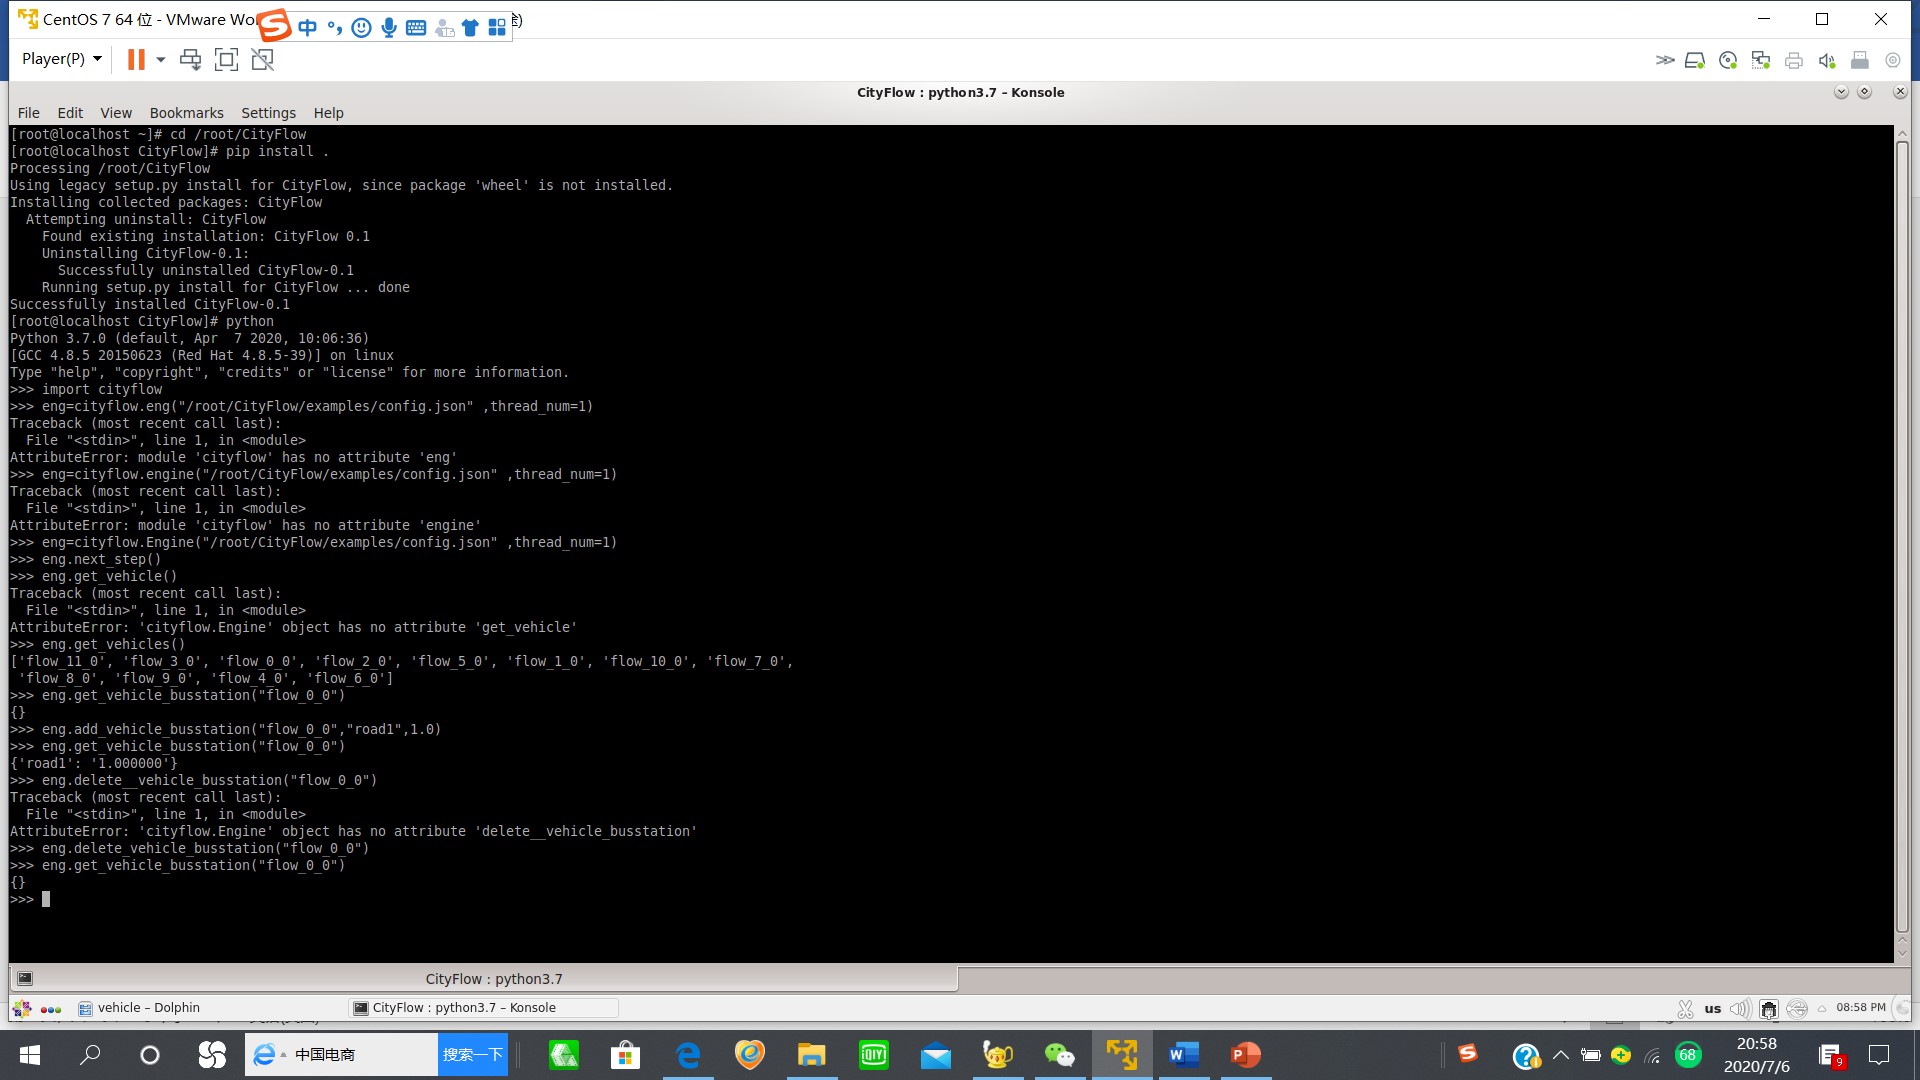 CentOS 7 64 位 - VMware Wo
中
Player(P)
CityFlow : python3.7 – Konsole
File Edit View Bookmarks Settings Help
[root@localhost ~]# cd /root/CityFlow
[root@localhost CityFlow]# pip install .
Processing /root/CityFlow
Using legacy setup.py install for CityFlow, since package 'wheel' is not installed.
Installing collected packages: CityFlow
  Attempting uninstall: CityFlow
    Found existing installation: CityFlow 0.1
    Uninstalling CityFlow-0.1:
      Successfully uninstalled CityFlow-0.1
    Running setup.py install for CityFlow ... done
Successfully installed CityFlow-0.1
[root@localhost CityFlow]# python
Python 3.7.0 (default, Apr  7 2020, 10:06:36)
[GCC 4.8.5 20150623 (Red Hat 4.8.5-39)] on linux
Type "help", "copyright", "credits" or "license" for more information.
>>> import cityflow
>>> eng=cityflow.eng("/root/CityFlow/examples/config.json" ,thread_num=1)
Traceback (most recent call last):
  File "<stdin>", line 1, in <module>
AttributeError: module 'cityflow' has no attribute 'eng'
>>> eng=cityflow.engine("/root/CityFlow/examples/config.json" ,thread_num=1)
Traceback (most recent call last):
  File "<stdin>", line 1, in <module>
AttributeError: module 'cityflow' has no attribute 'engine'
>>> eng=cityflow.Engine("/root/CityFlow/examples/config.json" ,thread_num=1)
>>> eng.next_step()
>>> eng.get_vehicle()
Traceback (most recent call last):
  File "<stdin>", line 1, in <module>
AttributeError: 'cityflow.Engine' object has no attribute 'get_vehicle'
>>> eng.get_vehicles()
['flow_11_0', 'flow_3_0', 'flow_0_0', 'flow_2_0', 'flow_5_0', 'flow_1_0', 'flow_10_0', 'flow_7_0',
 'flow_8_0', 'flow_9_0', 'flow_4_0', 'flow_6_0']
>>> eng.get_vehicle_busstation("flow_0_0")
{}
>>> eng.add_vehicle_busstation("flow_0_0","road1",1.0)
>>> eng.get_vehicle_busstation("flow_0_0")
{'road1': '1.000000'}
>>> eng.delete__vehicle_busstation("flow_0_0")
Traceback (most recent call last):
  File "<stdin>", line 1, in <module>
AttributeError: 'cityflow.Engine' object has no attribute 'delete__vehicle_busstation'
>>> eng.delete_vehicle_busstation("flow_0_0")
>>> eng.get_vehicle_busstation("flow_0_0")
{}
>>>
CityFlow : python3.7
vehicle – Dolphin
CityFlow : python3.7 – Konsole
us
08:58 PM
中国电商
搜索一下
iQIY
68
20:58
2020/7/6
9